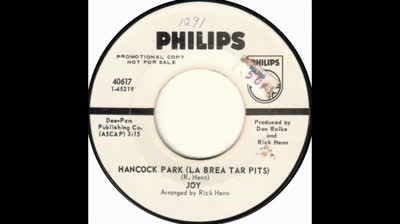 1291
PHILIPS
PROMOTIONAL COPY
NOT FOR SALE
PHILIPS
40617
1-45219
Dee-Pam
Publishing Co.
(ASCAP) 3:15
Produced by
Don Ralke
and
Rick Henn
HANCOCK PARK (LA BREA TAR PITS)
(R. Henn)
JOY
Arranged by Rick Henn